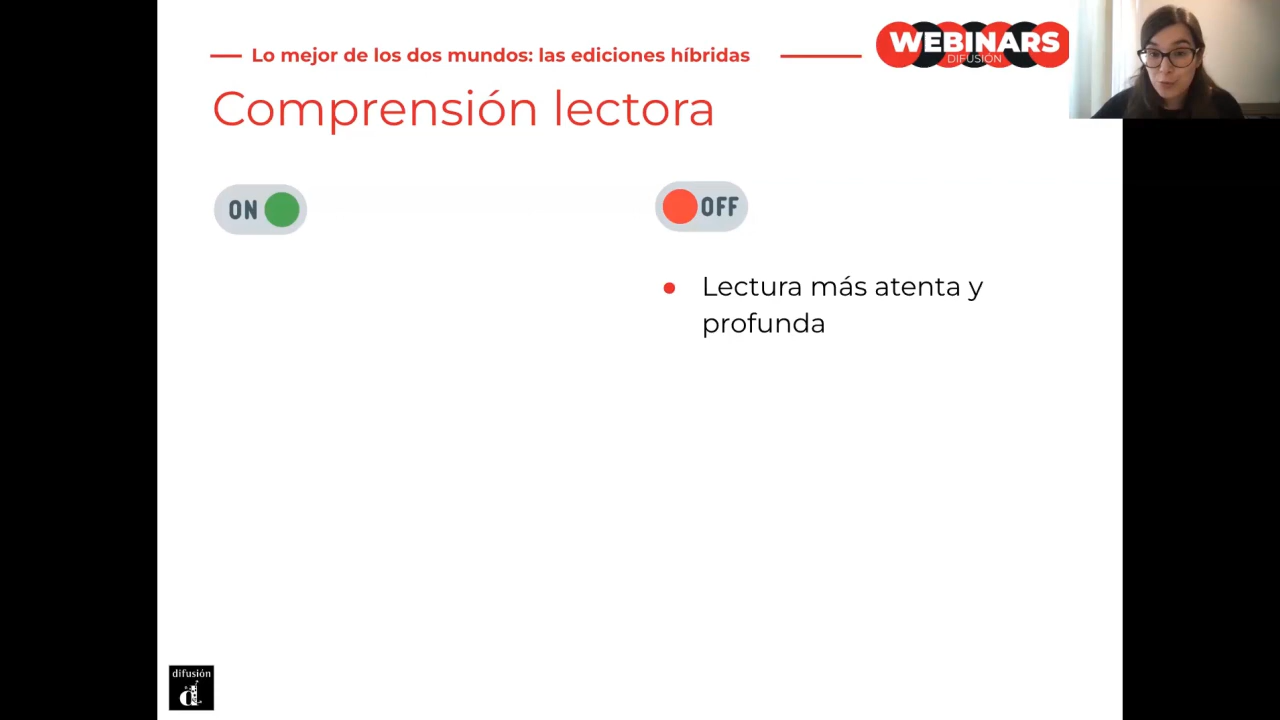 Lo mejor de los dos mundos: las ediciones híbridas
WEBINARS
DIFUSIÓN
Comprensión lectora
ON
OFF
• Lectura más atenta y
profunda
difusión